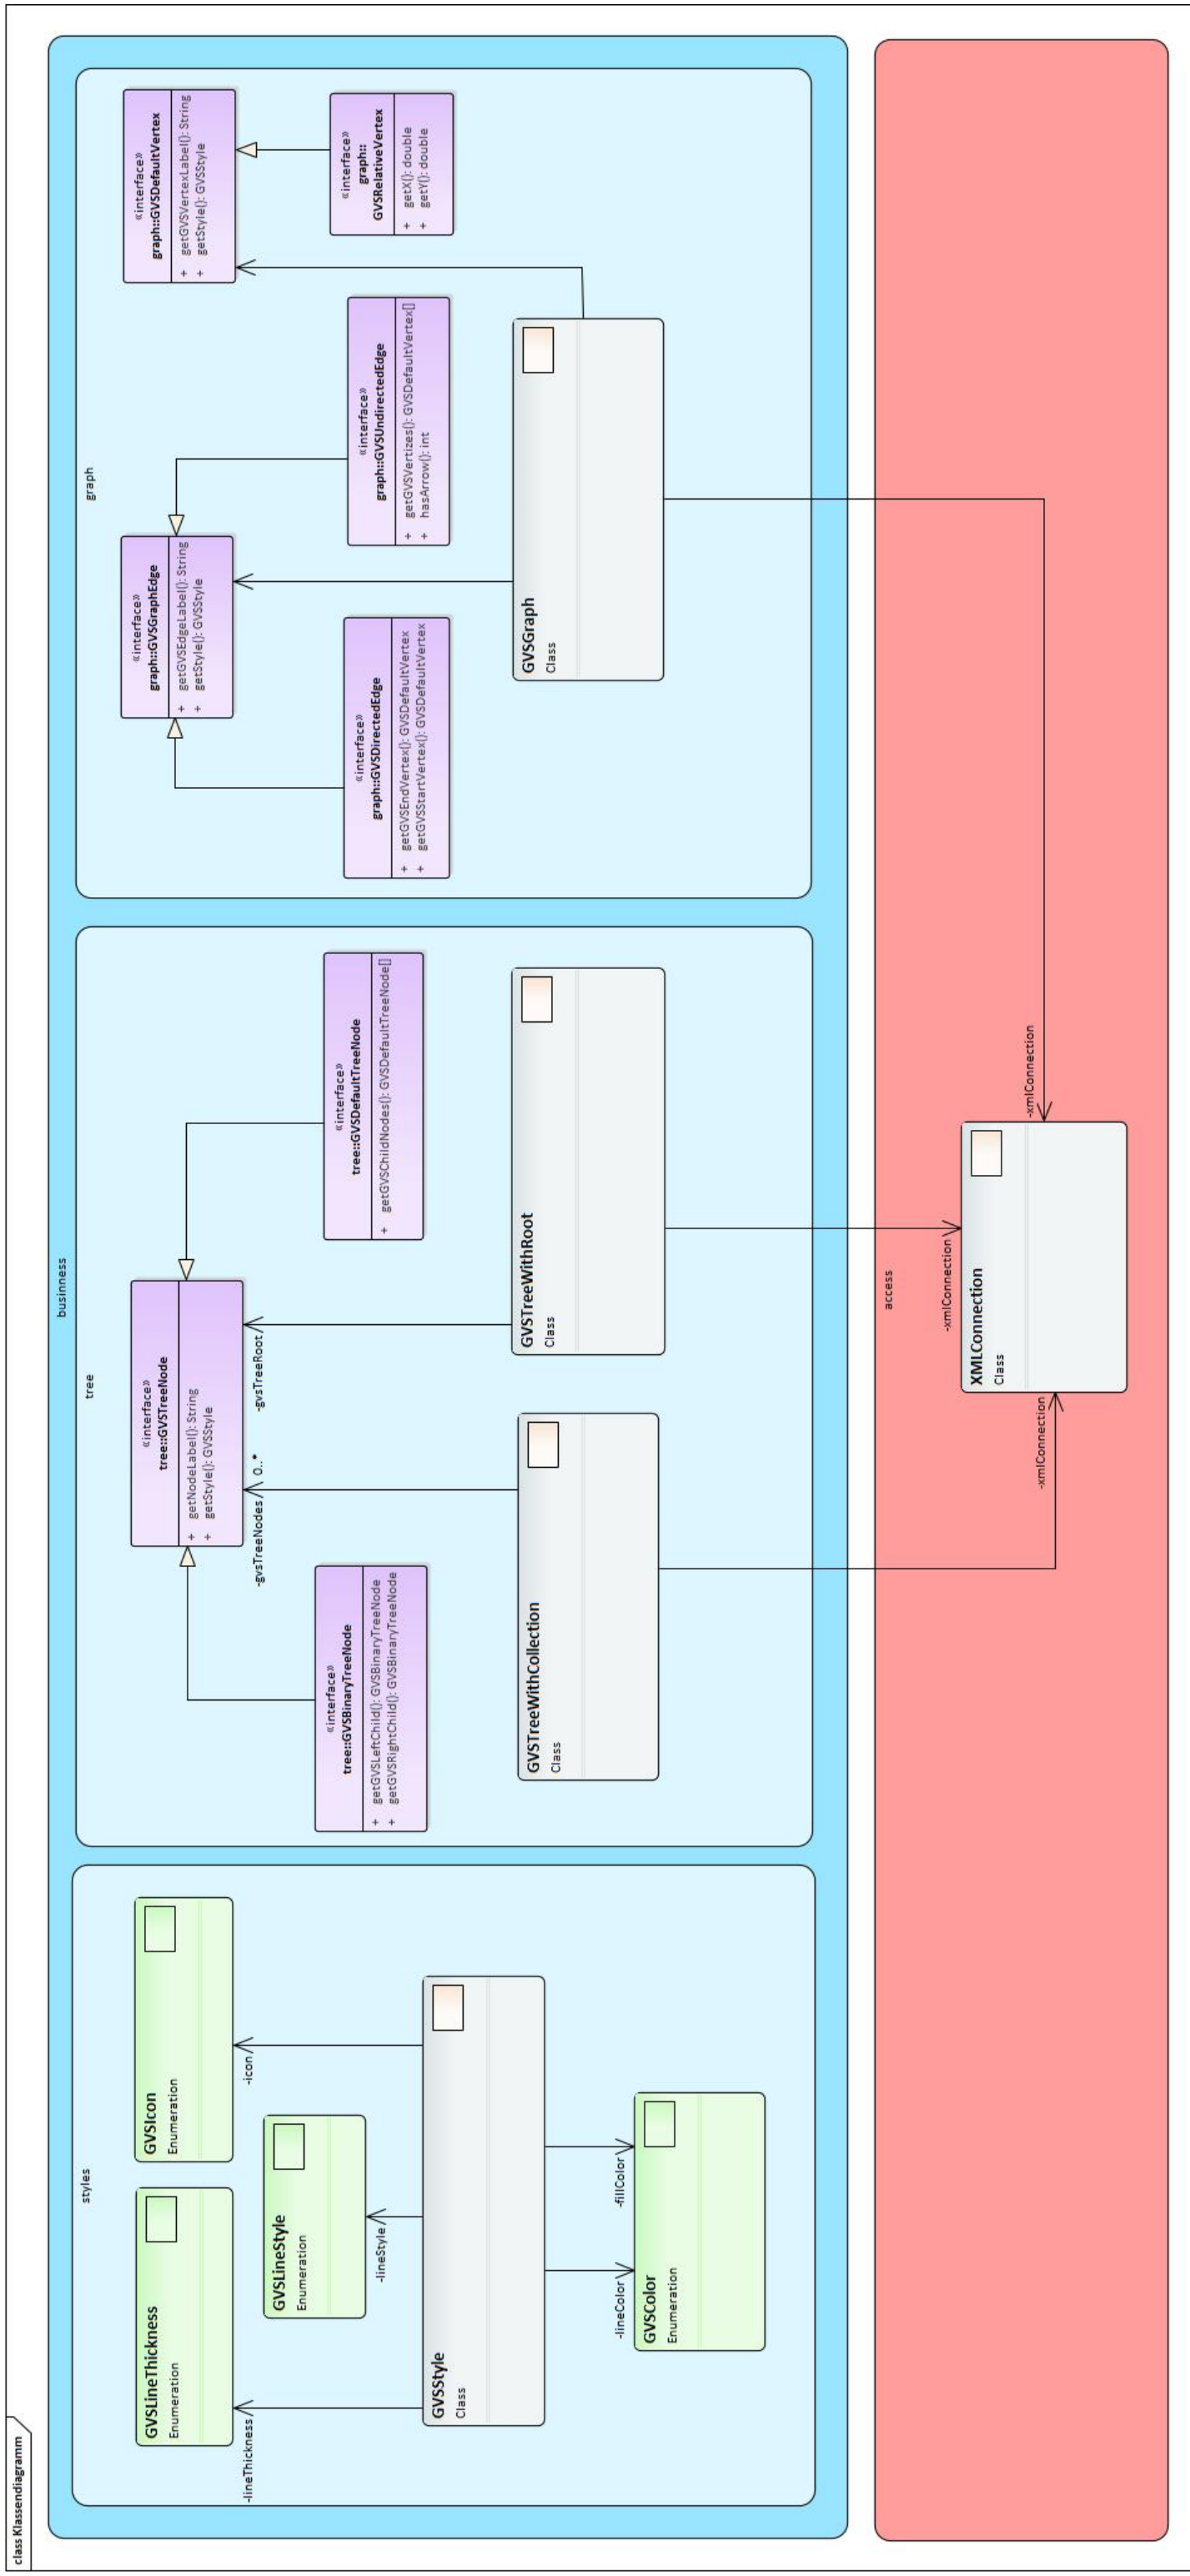 class Klassendiagramm
businness
styles
GVSLineThickness
Enumeration
GVSIcon
Enumeration
-lineThickness
-icon
GVSLineStyle
Enumeration
-lineStyle
GVSStyle
Class
-lineColor
-fillColor
GVSColor
Enumeration
tree
«interface»
tree::GVSTreeNode
+ getNodeLabel(): String
+ getStyle(): GVSStyle
-gvsTreeNodes
0..*
-gvsTreeRoot
«interface»
tree::GVSBinaryTreeNode
+ getGVSLeftChild(): GVSBinaryTreeNode
+ getGVSRightChild(): GVSBinaryTreeNode
«interface»
tree::GVSDefaultTreeNode
+ getGVSChildNodes(): GVSDefaultTreeNode[]
GVSTreeWithCollection
Class
GVSTreeWithRoot
Class
graph
«interface»
graph::GVSGraphEdge
+ getGVSEdgeLabel(): String
+ getStyle(): GVSStyle
«interface»
graph::GVSDefaultVertex
+ getGVSVertexLabel(): String
+ getStyle(): GVSStyle
«interface»
graph::GVSDirectedEdge
+ getGVSEndVertex(): GVSDefaultVertex
+ getGVSStartVertex(): GVSDefaultVertex
«interface»
graph::GVSUndirectedEdge
+ getGVSVertizes(): GVSDefaultVertex[]
+ hasArrow(): int
«interface»
graph::
GVSRelativeVertex
+ getX(): double
+ getY(): double
GVSGraph
Class
access
-xmlConnection
-xmlConnection
-xmlConnection
XMLConnection
Class